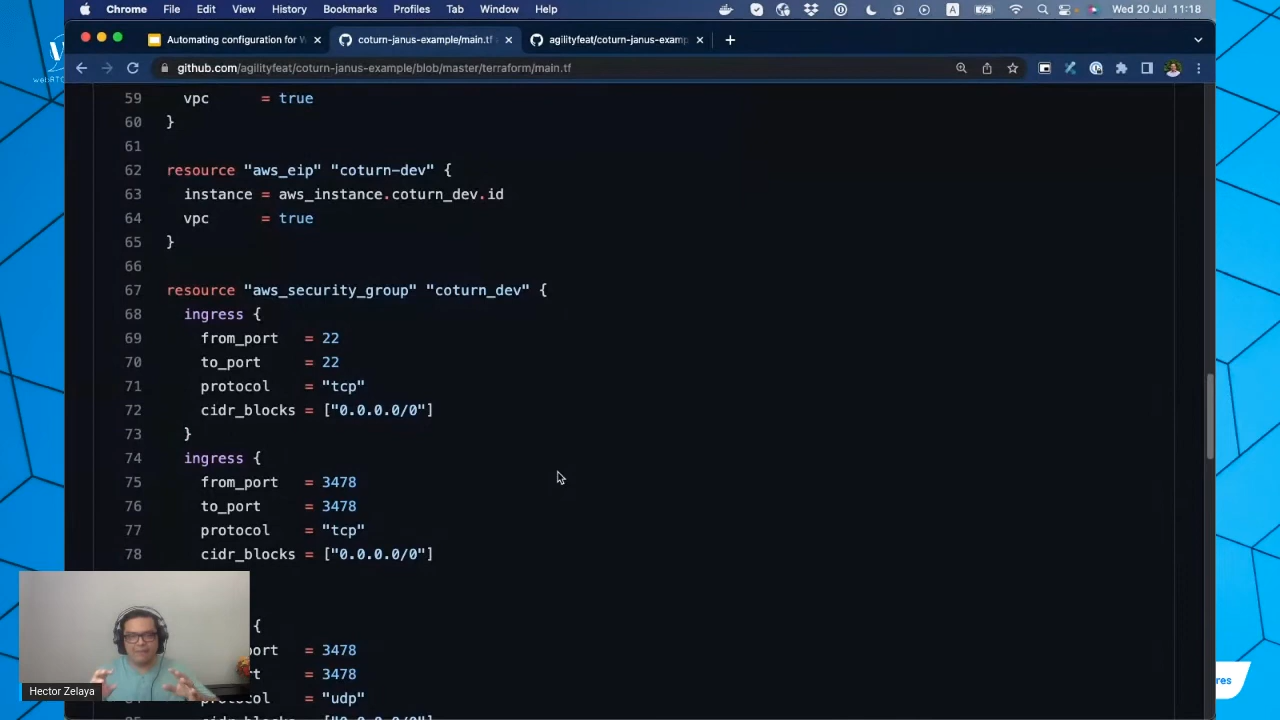 Chrome File Edit View History Bookmarks Profiles Tab Window Help A Wed 20 Jul 11:18
Automating configuration for coturn-janus-example/main.tf agilityfeat/coturn-janus-examp
github.com/agilityfeat/coturn-janus-example/blob/master/terraform/main.tf
59 vpc = true
60 }
61
62 resource "aws_eip" "coturn-dev" {
63 instance = aws_instance.coturn_dev.id
64 vpc = true
65 }
66
67 resource "aws_security_group" "coturn_dev" {
68 ingress {
69 from_port = 22
70 to_port = 22
71 protocol = "tcp"
72 cidr_blocks = ["0.0.0.0/0"]
73 }
74 ingress {
75 from_port = 3478
76 to_port = 3478
77 protocol = "tcp"
78 cidr_blocks = ["0.0.0.0/0"]
{
port = 3478
= 3478
protocol = "udp"
Hector Zelaya
res